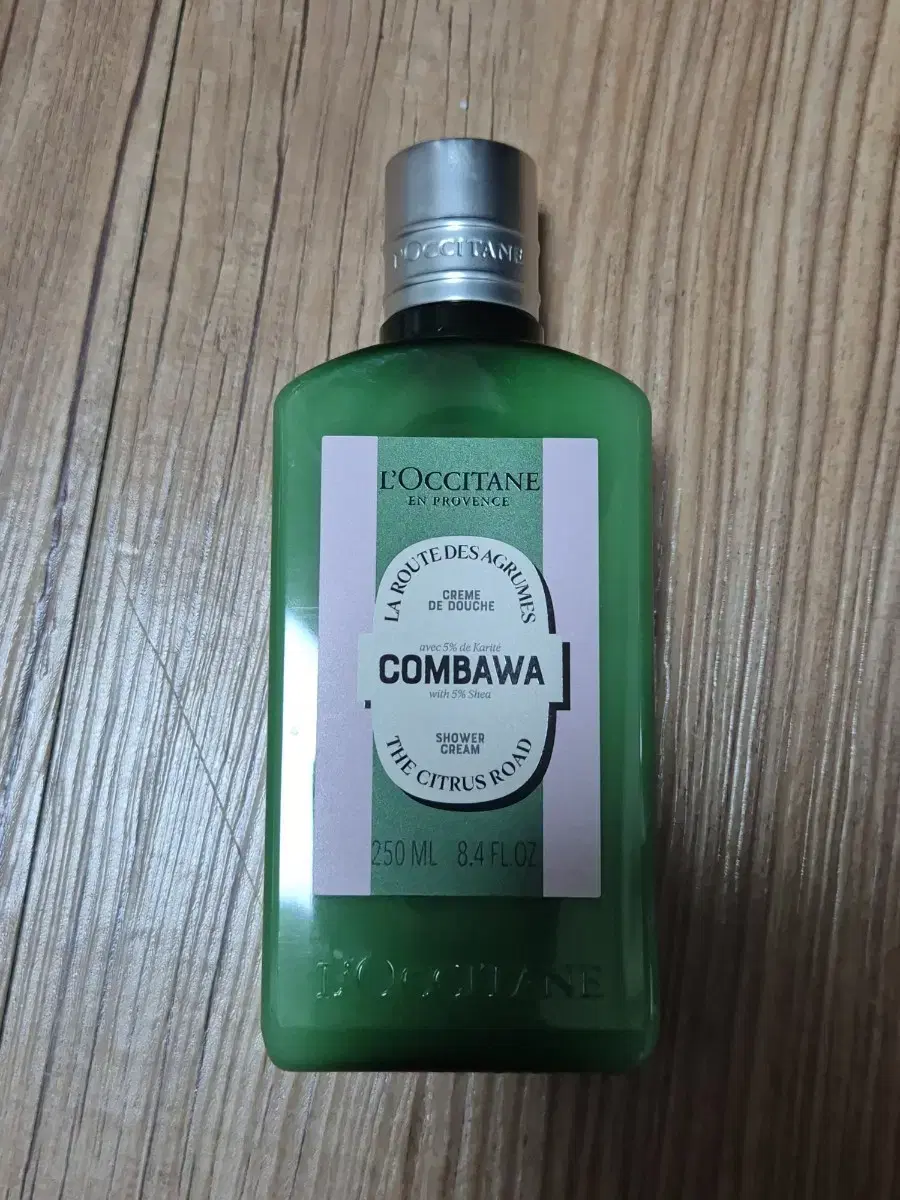 L'OCCITANE
L'OCCITANE
EN PROVENCE
LA ROUTE DES AGRUMES
CREME
DE DOUCHE
avec 5% de Karité
COMBAWA
with 5% Shea
SHOWER
CREAM
THE CITRUS ROAD
250 ML 8.4 FL.OZ
L'OCCITANE